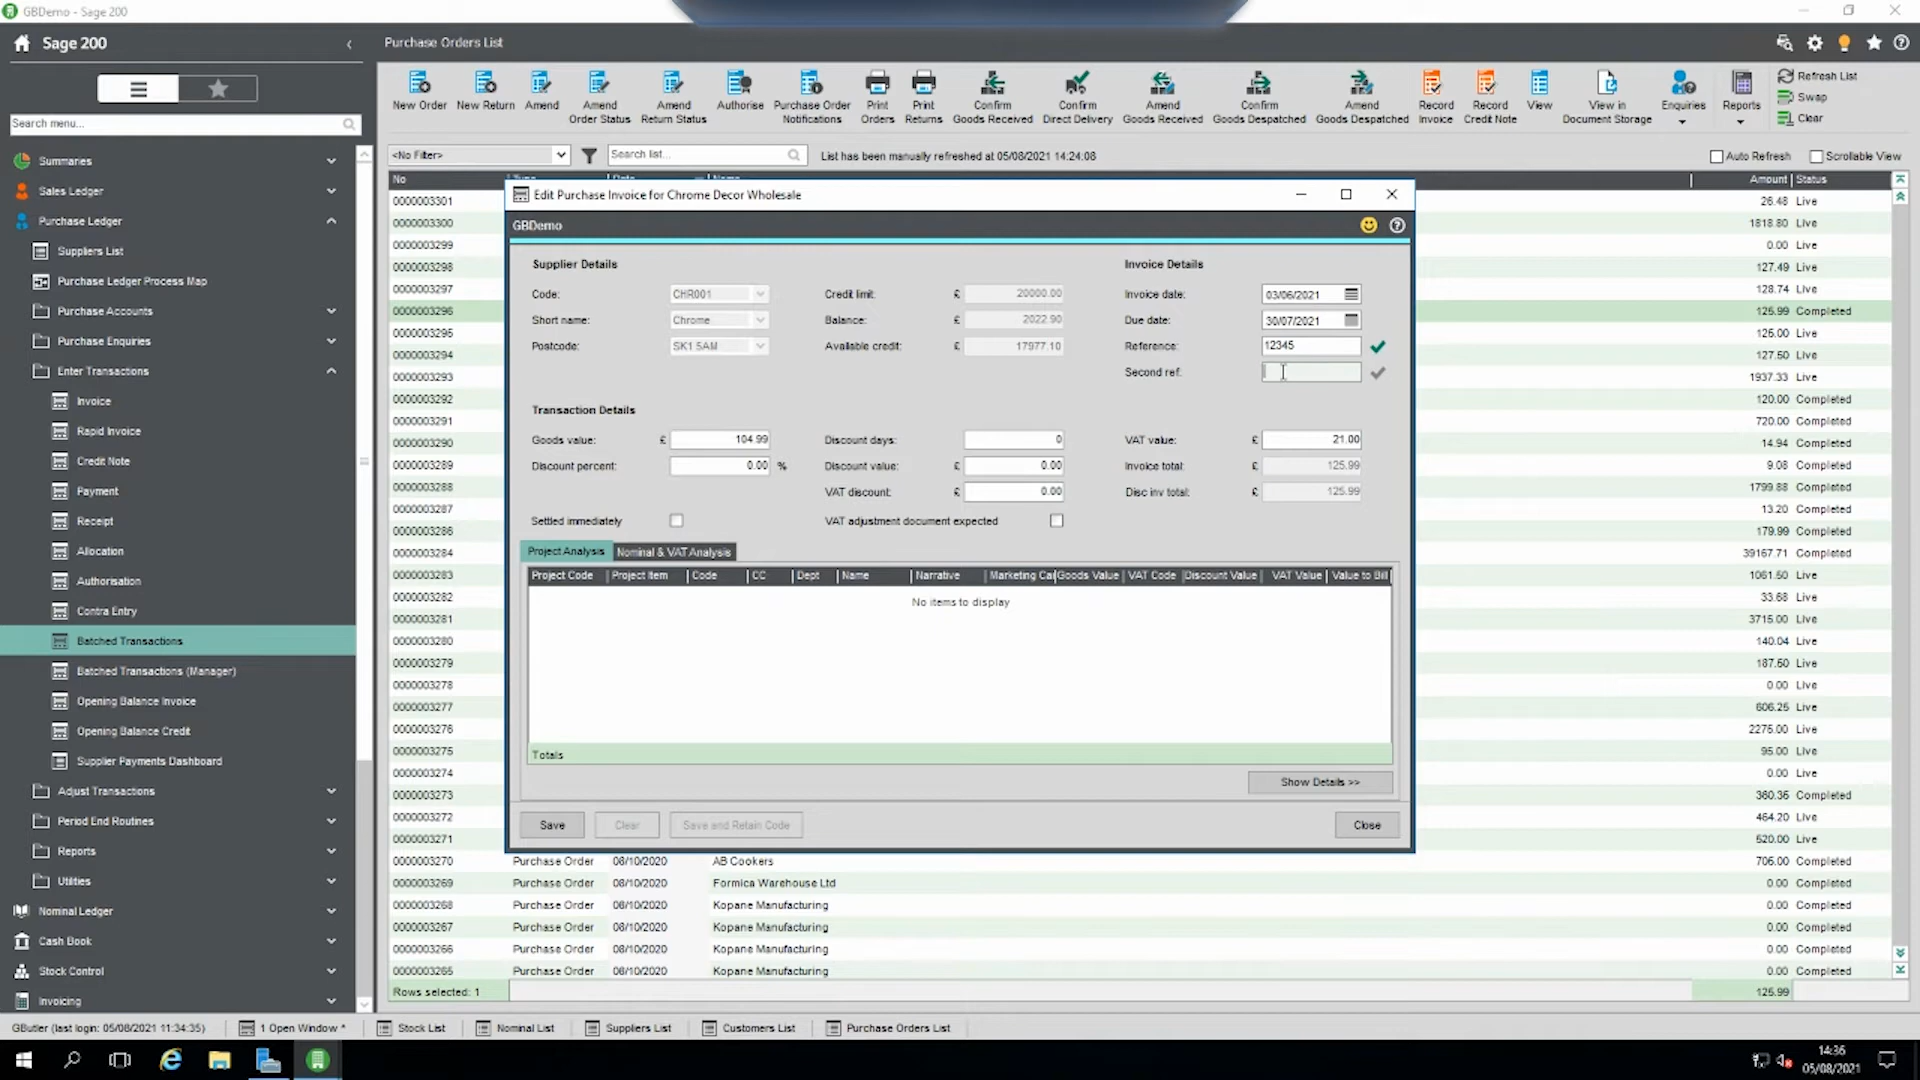 GBDemo - Sage 200
Sage 200
Purchase Orders List
Search menu...
New Order
New Return
Amend
Amend Order Status
Amend Return Status
Authorise
Purchase Order Notifications
Print Orders
Print Returns
Confirm Goods Received
Confirm Direct Delivery
Amend Goods Received
Confirm Goods Despatched
Amend Goods Despatched
Record Invoice
Record Credit Note
View
View in Document Storage
Enquiries
Reports
Refresh List
Swap
Clear
<No Filter>
Search list...
List has been manually refreshed at 05/08/2021 14:24:08
Auto Refresh
Scrollable View
Summaries
Sales Ledger
Purchase Ledger
Suppliers List
Purchase Ledger Process Map
Purchase Accounts
Purchase Enquiries
Enter Transactions
Invoice
Rapid Invoice
Credit Note
Payment
Receipt
Allocation
Authorisation
Contra Entry
Batched Transactions
Batched Transactions (Manager)
Opening Balance Invoice
Opening Balance Credit
Supplier Payments Dashboard
Adjust Transactions
Period End Routines
Reports
Utilities
Nominal Ledger
Cash Book
Stock Control
Invoicing
No Amount Status
0000003301 26.48 Live
0000003300 1818.80 Live
0000003299 0.00 Live
0000003298 127.49 Live
0000003297 128.74 Live
0000003296 125.99 Completed
0000003295 125.00 Live
0000003294 127.50 Live
0000003293 1937.33 Live
0000003292 120.00 Completed
0000003291 720.00 Completed
0000003290 14.94 Completed
0000003289 9.08 Completed
0000003288 1799.88 Completed
0000003287 13.20 Completed
0000003286 179.99 Completed
0000003284 39167.71 Completed
0000003283 1061.50 Live
0000003282 33.68 Live
0000003281 3715.00 Live
0000003280 140.04 Live
0000003279 187.50 Live
0000003278 0.00 Live
0000003277 606.25 Live
0000003276 2275.00 Live
0000003275 95.00 Live
0000003274 0.00 Live
0000003273 360.36 Completed
0000003272 464.20 Live
0000003271 520.00 Live
0000003270 Purchase Order 08/10/2020 AB Cookers 706.00 Completed
0000003269 Purchase Order 08/10/2020 Formica Warehouse Ltd 0.00 Completed
0000003268 Purchase Order 08/10/2020 Kopane Manufacturing 0.00 Completed
0000003267 Purchase Order 08/10/2020 Kopane Manufacturing 0.00 Completed
0000003266 Purchase Order 08/10/2020 Kopane Manufacturing 0.00 Completed
0000003265 Purchase Order 08/10/2020 Kopane Manufacturing 0.00 Completed
Rows selected: 1 125.99
Edit Purchase Invoice for Chrome Decor Wholesale
GBDemo
Supplier Details
Code: CHR001
Short name: Chrome
Postcode: SK1 5AM
Credit limit: £ 20000.00
Balance: £ 2022.90
Available credit: £ 17977.10
Invoice Details
Invoice date: 03/06/2021
Due date: 30/07/2021
Reference: 12345
Second ref:
Transaction Details
Goods value: £ 104.99
Discount percent: 0.00 %
Discount days: 0
Discount value: £ 0.00
VAT discount: £ 0.00
VAT value: £ 21.00
Invoice total: £ 125.99
Disc inv total: £ 125.99
Settled immediately
VAT adjustment document expected
Project Analysis
Nominal & VAT Analysis
Project Code Project Item Code CC Dept Name Narrative Marketing Cam Goods Value VAT Code Discount Value VAT Value Value to Bill
No items to display
Totals
Show Details >>
Save
Clear
Save and Retain Code
Close
GButler (last login: 05/08/2021 11:34:35)
1 Open Window ^
Stock List
Nominal List
Suppliers List
Customers List
Purchase Orders List
14:36
05/08/2021